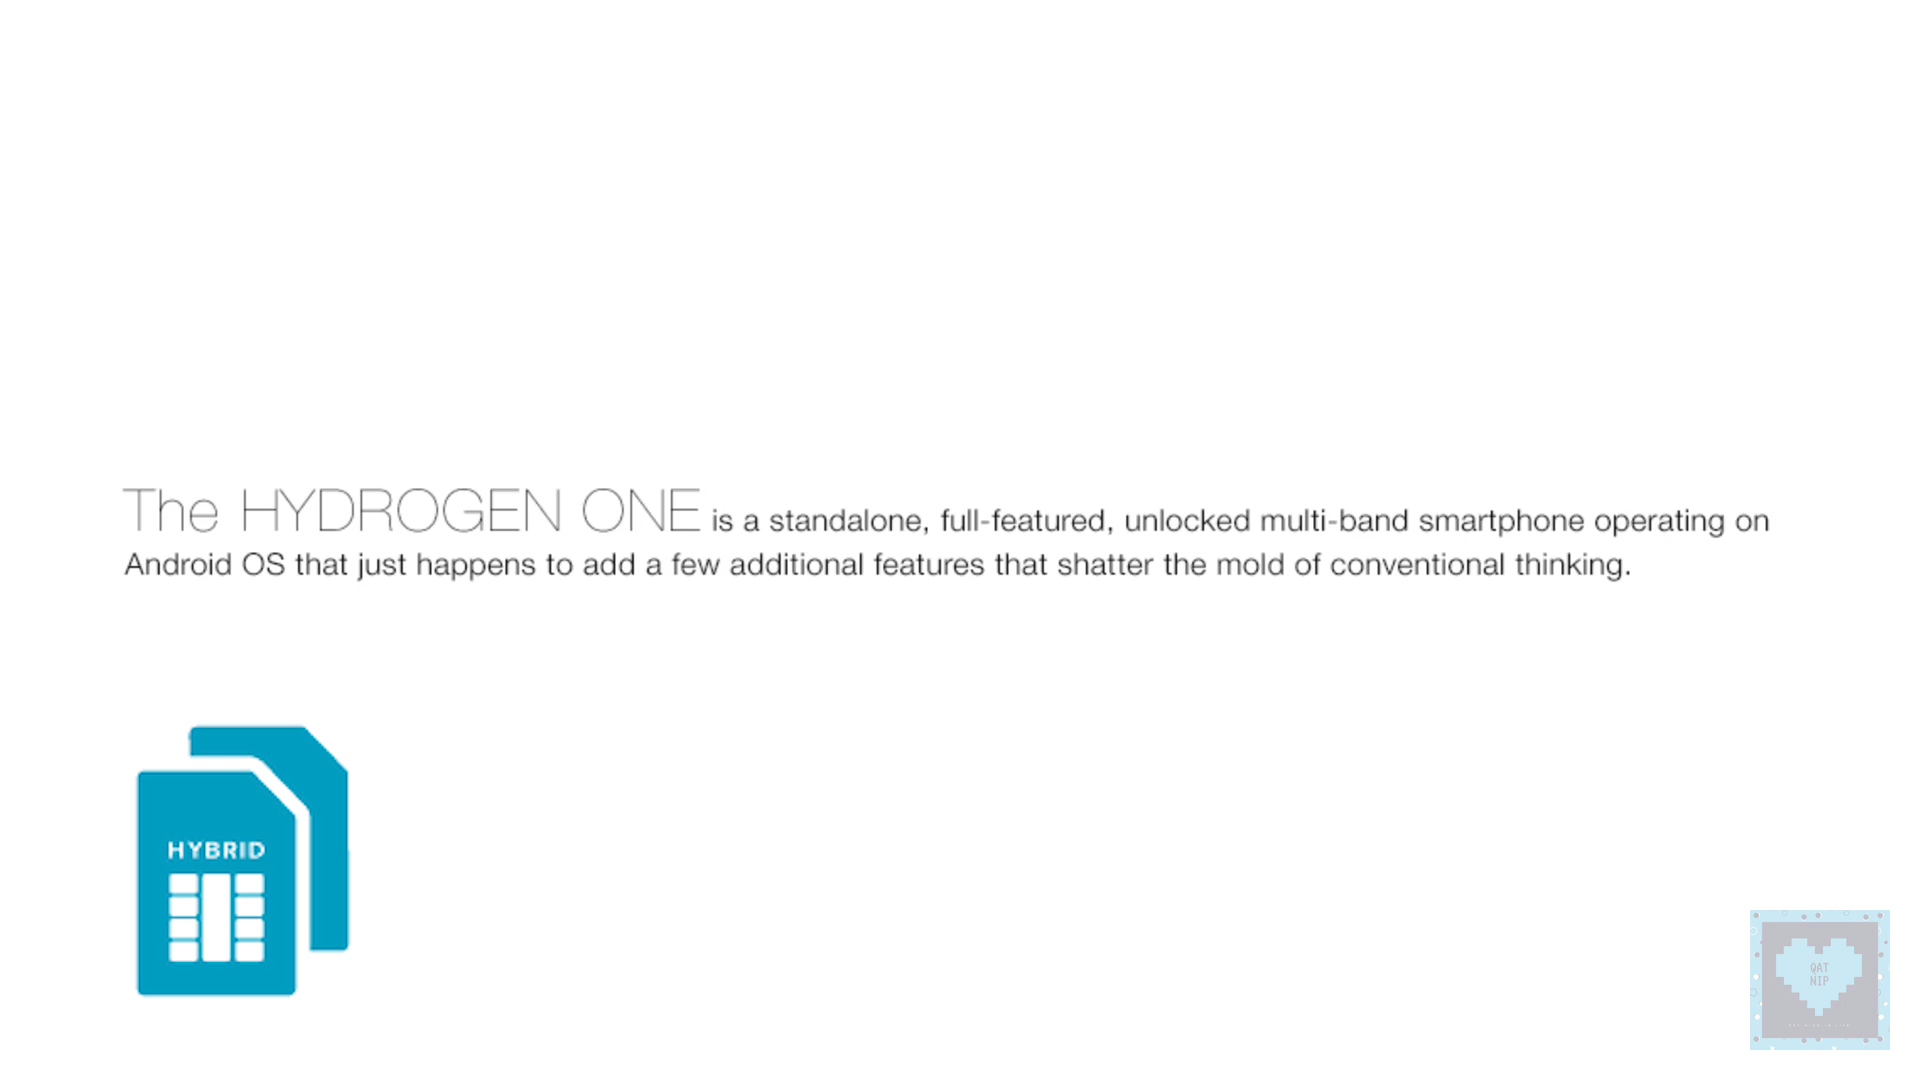 The HYDROGEN ONE is a standalone, full-featured, unlocked multi-band smartphone operating on
Android OS that just happens to add a few additional features that shatter the mold of conventional thinking.
HYBRID
QAT
NIP